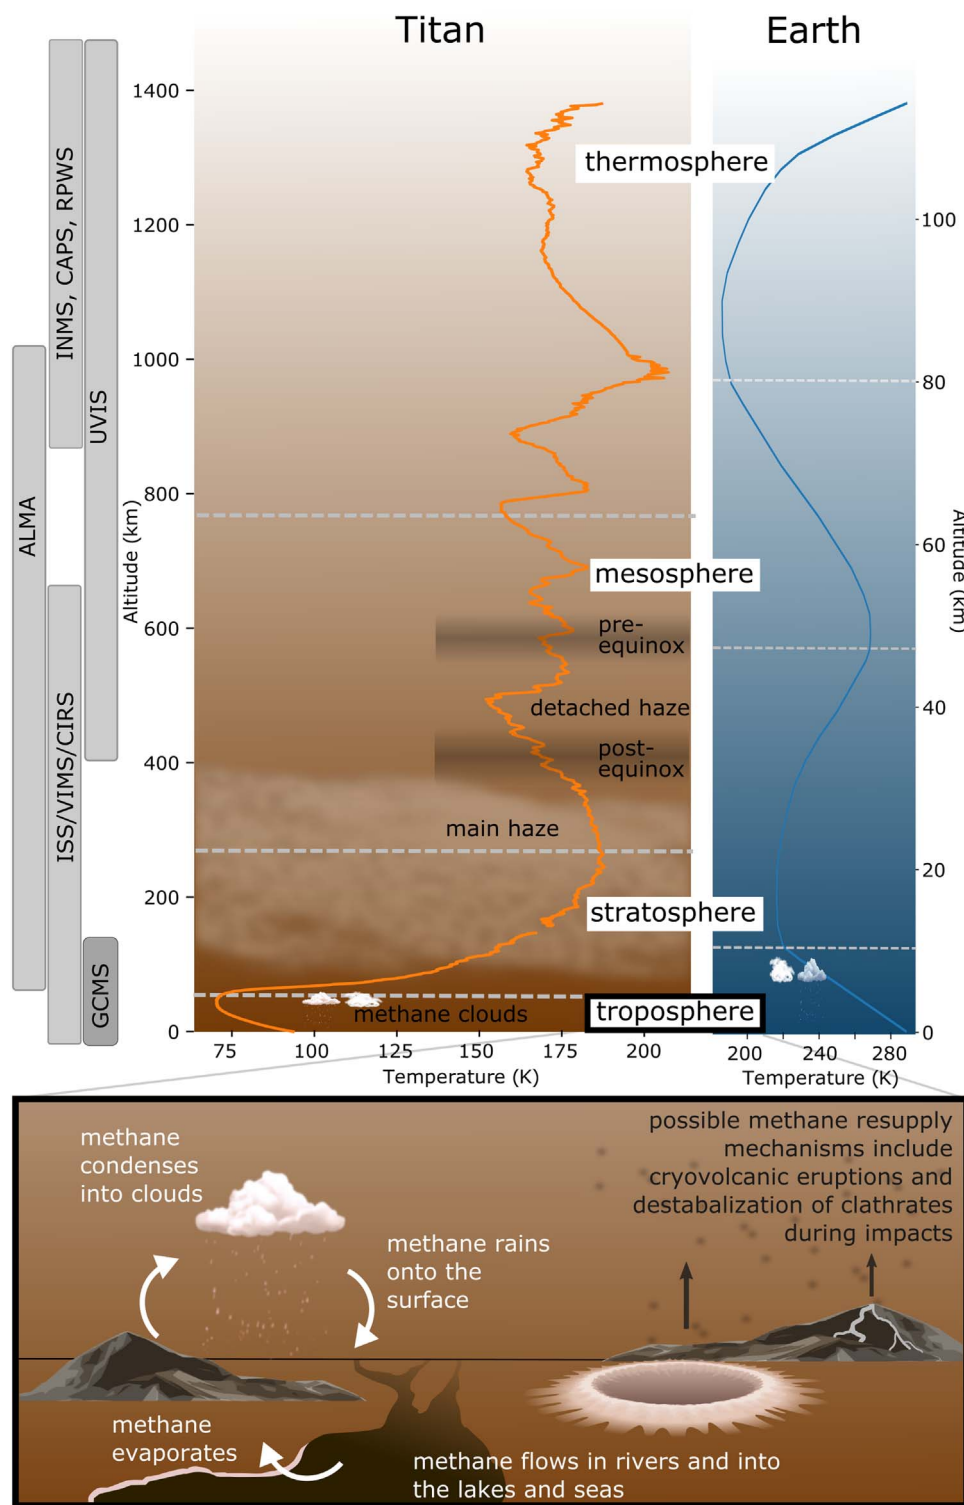 Titan
Earth
1400
1200
1000
800
600
400
200
0
Altitude (km)
INMS, CAPS, RPWS
UVIS
ALMA
ISS/VIMS/CIRS
GCMS
thermosphere
mesosphere
pre-
equinox
detached haze
post-
equinox
main haze
stratosphere
methane clouds
troposphere
75
100
125
150
175
200
Temperature (K)
100
80
60
40
20
0
Altitude (Km)
200
240
280
Temperature (K)
methane
condenses
into clouds
methane rains
onto the
surface
possible methane resupply
mechanisms include
cryovolcanic eruptions and
destabalization of clathrates
during impacts
methane
evaporates
methane flows in rivers and into
the lakes and seas